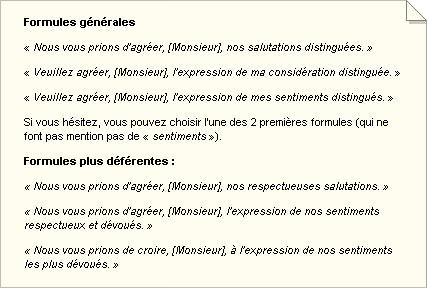 Formules générales
« Nous vous prions d'agréer, [Monsieur], nos salutations distinguées. »
« Veuillez agréer, [Monsieur], l'expression de ma considération distinguée. »
« Veuillez agréer, [Monsieur], l'expression de mes sentiments distingués. »
Si vous hésitez, vous pouvez choisir l'une des 2 premières formules (qui ne
font pas mention pas de « sentiments »).
Formules plus déférentes :
« Nous vous prions d'agréer, [Monsieur], nos respectueuses salutations. »
« Nous vous prions d'agréer, [Monsieur], l'expression de nos sentiments
respectueux et dévoués. »
« Nous vous prions de croire, [Monsieur], à l'expression de nos sentiments
les plus dévoués. »